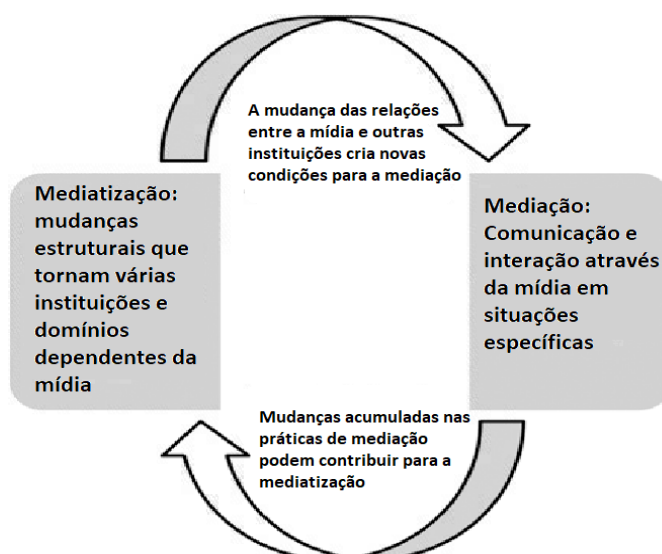 A mudança das relações
entre a mídia e outras
instituições cria novas
condições para a mediação
Mediatização:
mudanças
estruturais que
tornam várias
instituições e
domínios
dependentes da
mídia
Mediação:
Comunicação e
interação através
da mídia em
situações
específicas
Mudanças acumuladas nas
práticas de mediação
podem contribuir para a
mediatização